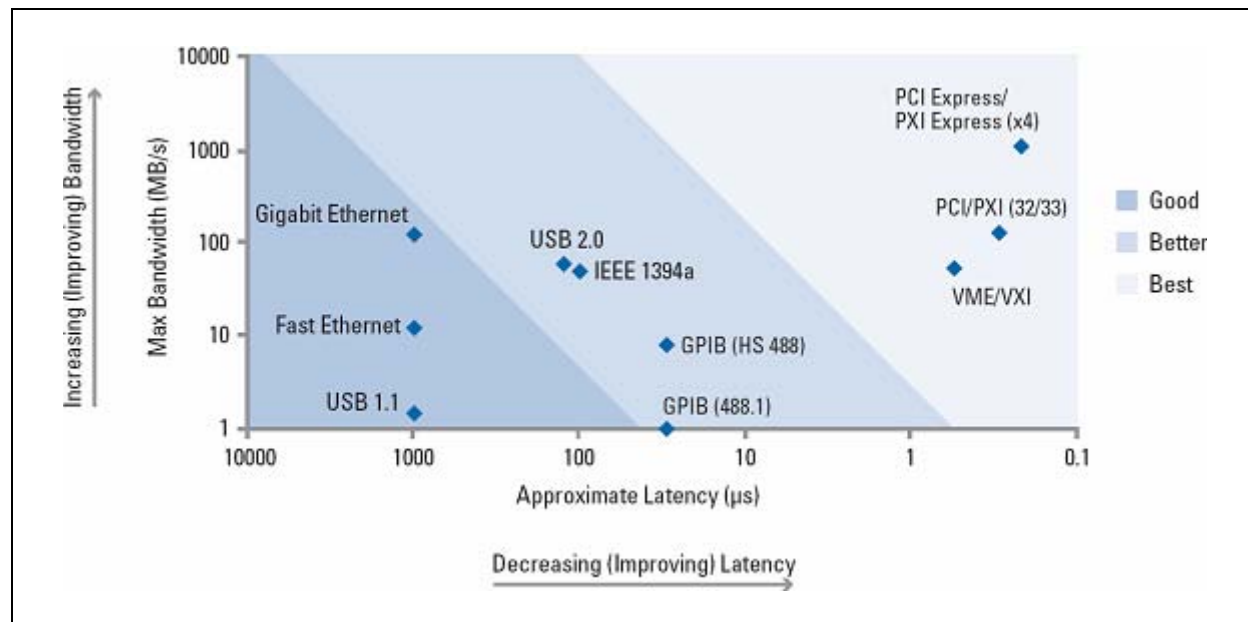 Increasing (Improving) Bandwidth
Max Bandwidth (MB/s)
10000
1000
100
10
1
PCI Express/
PXI Express (x4)
Gigabit Ethernet
USB 2.0
IEEE 1394a
PCI/PXI (32/33)
VME/VXI
Fast Ethernet
GPIB (HS 488)
USB 1.1
GPIB (488.1)
Good
Better
Best
10000 1000 100 10 1 0.1
Approximate Latency (µs)
Decreasing (Improving) Latency